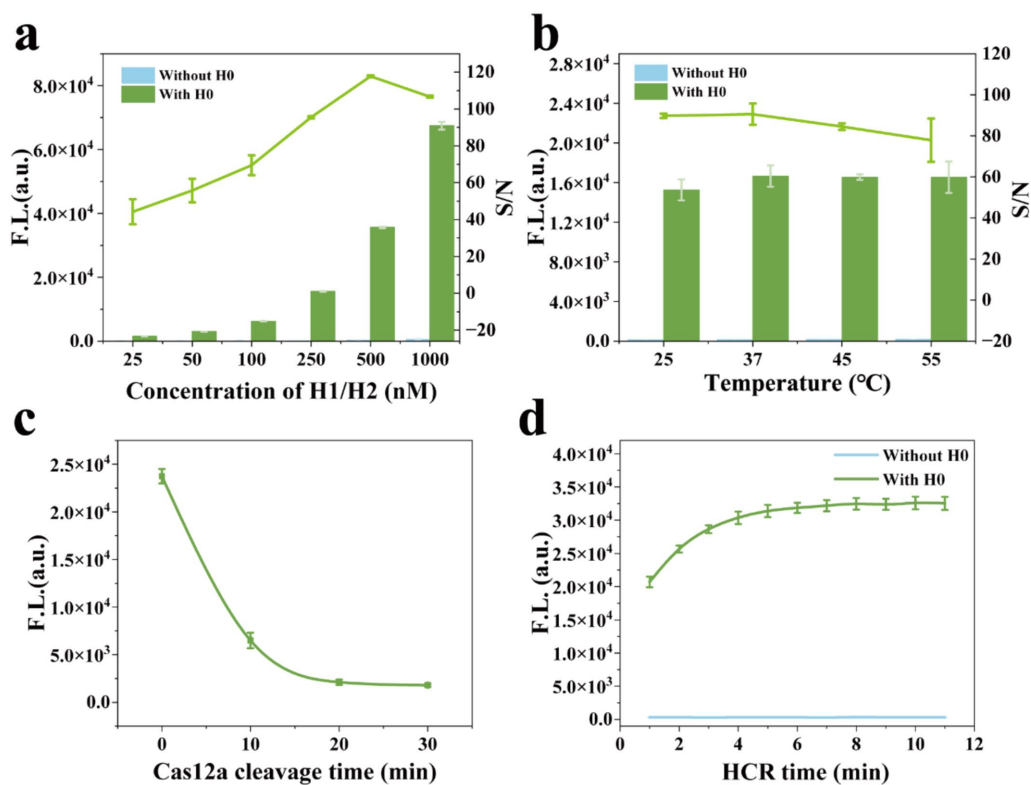 a
8.0×10⁴
6.0×10⁴
4.0×10⁴
2.0×10⁴
0.0
F.L.(a.u.)
Without H0
With H0
120
100
80
60
40
20
0
−20
S/N
25 50 100 250 500 1000
Concentration of H1/H2 (nM)
b
2.8×10⁴
2.4×10⁴
2.0×10⁴
1.6×10⁴
1.2×10⁴
8.0×10³
4.0×10³
0.0
F.L.(a.u.)
Without H0
With H0
120
100
80
60
40
20
0
−20
S/N
25 37 45 55
Temperature (°C)
c
2.5×10⁴
2.0×10⁴
1.5×10⁴
1.0×10⁴
5.0×10³
0.0
F.L.(a.u.)
0 10 20 30
Cas12a cleavage time (min)
d
4.0×10⁴
3.5×10⁴
3.0×10⁴
2.5×10⁴
2.0×10⁴
1.5×10⁴
1.0×10⁴
5.0×10³
0.0
F.L. (a.u.)
Without H0
With H0
0 2 4 6 8 10 12
HCR time (min)